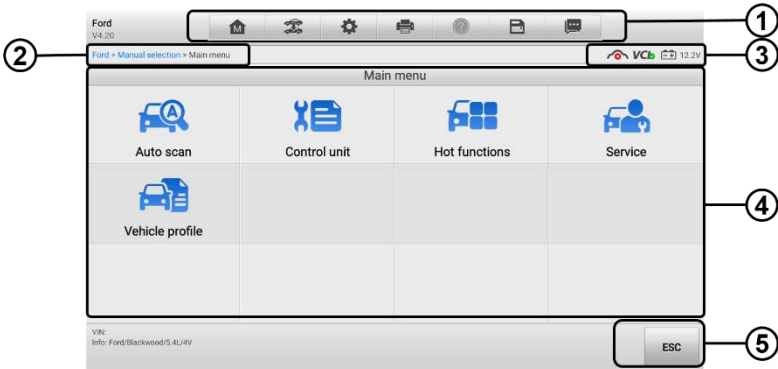 Ford
V4.20
M
1
2
Ford > Manual selection > Main menu
VCI
12.2V
3
Main menu
A
Auto scan
Control unit
Hot functions
Service
4
Vehicle profile
VIN:
Info: Ford/Blackwood/5.4L/4V
ESC
5